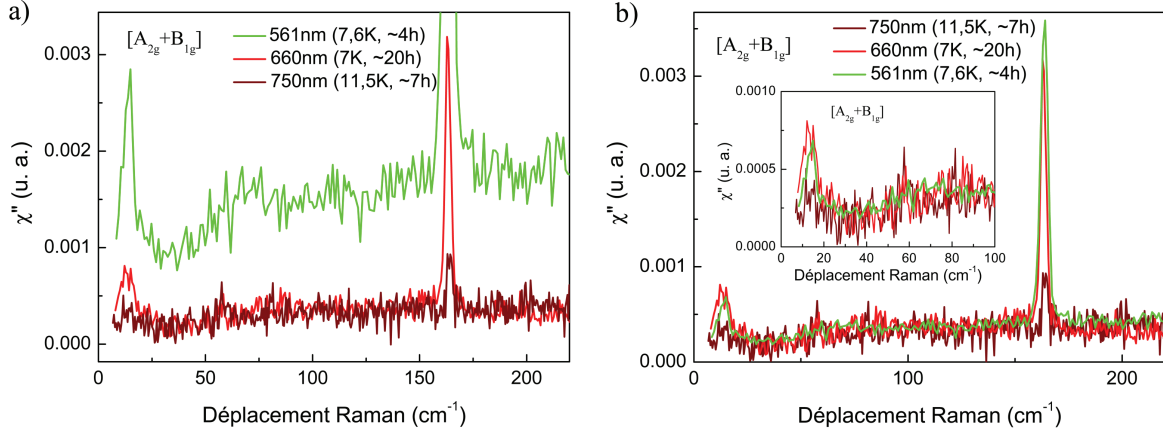 a)
[A2g+B1g]
561nm (7,6K, ~4h)
660nm (7K, ~20h)
750nm (11,5K, ~7h)
0.003
0.002
0.001
0.000
χ" (u. a.)
0 50 100 150 200
Déplacement Raman (cm-1)
b)
[A2g+B1g]
750nm (11,5K, ~7h)
660nm (7K, ~20h)
561nm (7,6K, ~4h)
0.003
0.002
0.001
0.000
χ" (u. a.)
0.0010
0.0005
0.0000
χ" (u. a.)
[A2g+B1g]
0 20 40 60 80 100
Déplacement Raman (cm-1)
0 100 200
Déplacement Raman (cm-1)